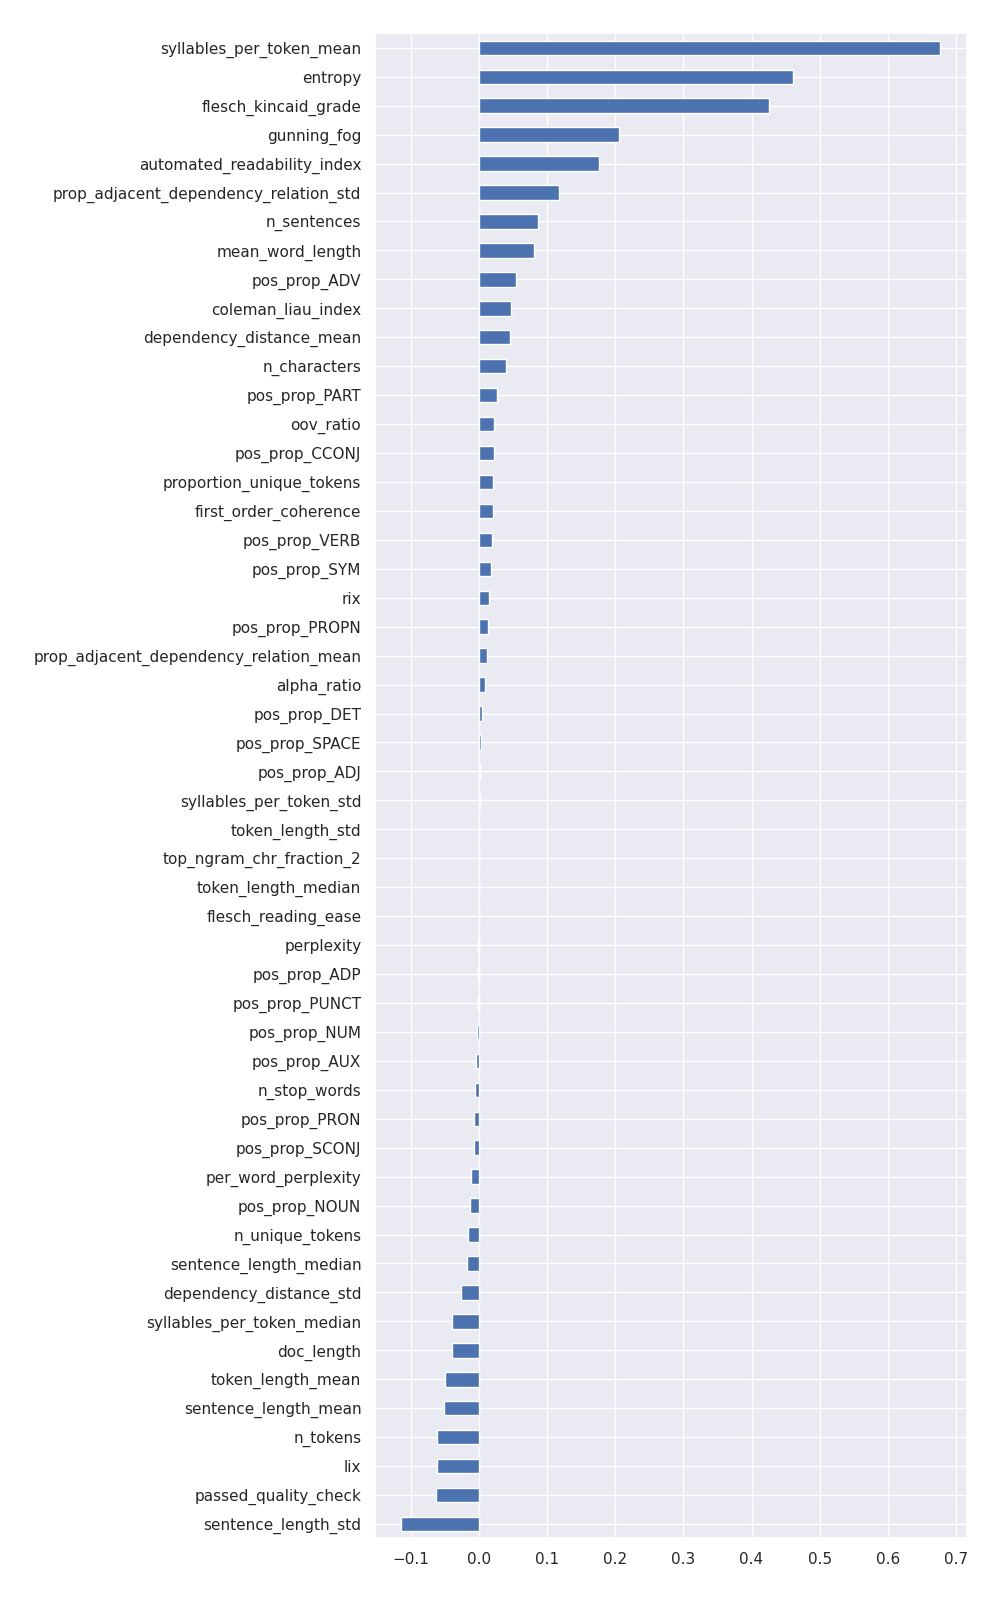 syllables_per_token_mean
entropy
flesch_kincaid_grade
gunning_fog
automated_readability_index
prop_adjacent_dependency_relation_std
n_sentences
mean_word_length
pos_prop_ADV
coleman_liau_index
dependency_distance_mean
n_characters
pos_prop_PART
oov_ratio
pos_prop_CCONJ
proportion_unique_tokens
first_order_coherence
pos_prop_VERB
pos_prop_SYM
rix
pos_prop_PROPN
prop_adjacent_dependency_relation_mean
alpha_ratio
pos_prop_DET
pos_prop_SPACE
pos_prop_ADJ
syllables_per_token_std
token_length_std
top_ngram_chr_fraction_2
token_length_median
flesch_reading_ease
perplexity
pos_prop_ADP
pos_prop_PUNCT
pos_prop_NUM
pos_prop_AUX
n_stop_words
pos_prop_PRON
pos_prop_SCONJ
per_word_perplexity
pos_prop_NOUN
n_unique_tokens
sentence_length_median
dependency_distance_std
syllables_per_token_median
doc_length
token_length_mean
sentence_length_mean
n_tokens
lix
passed_quality_check
sentence_length_std
−0.1 0.0 0.1 0.2 0.3 0.4 0.5 0.6 0.7